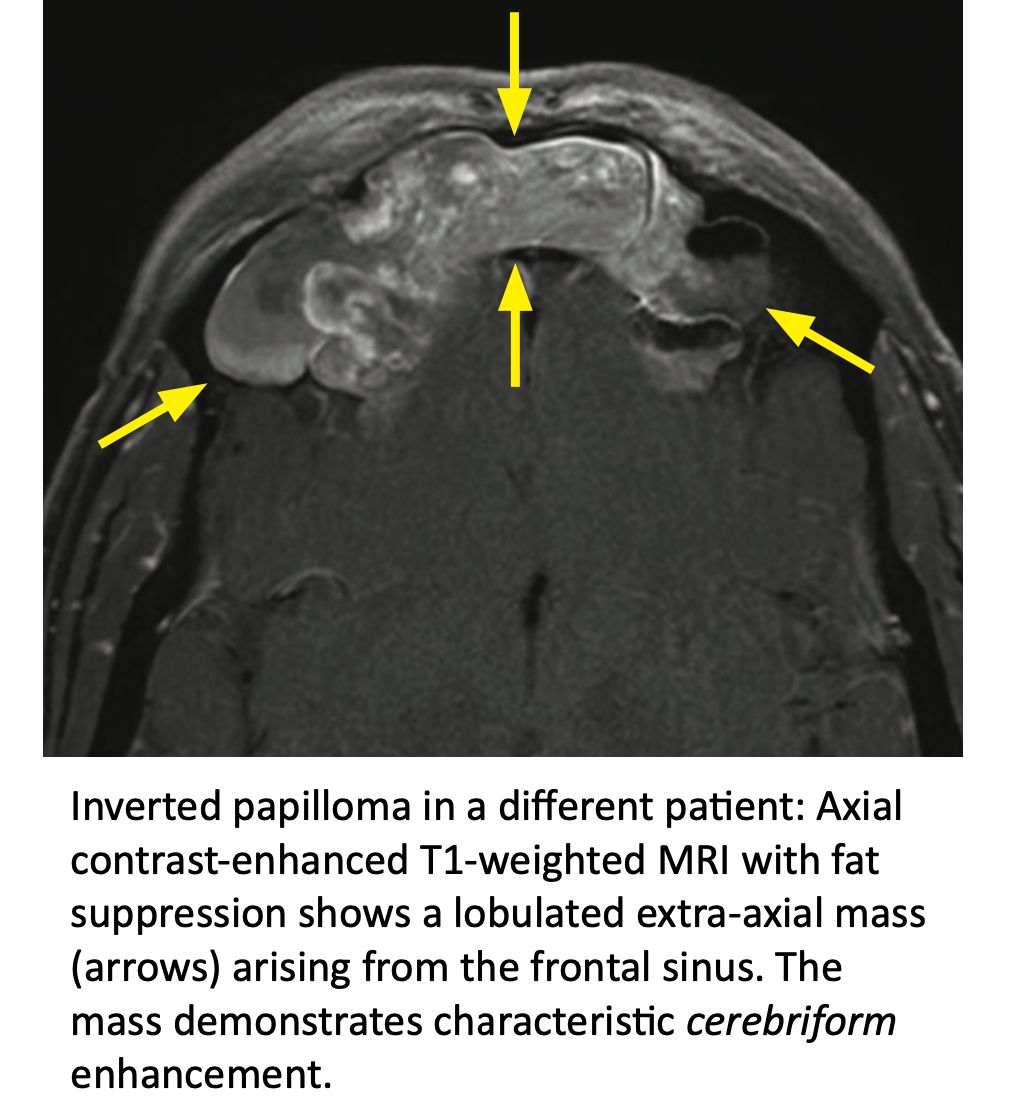 Inverted papilloma in a different patient: Axial
contrast-enhanced T1-weighted MRI with fat
suppression shows a lobulated extra-axial mass
(arrows) arising from the frontal sinus. The
mass demonstrates characteristic cerebriform
enhancement.